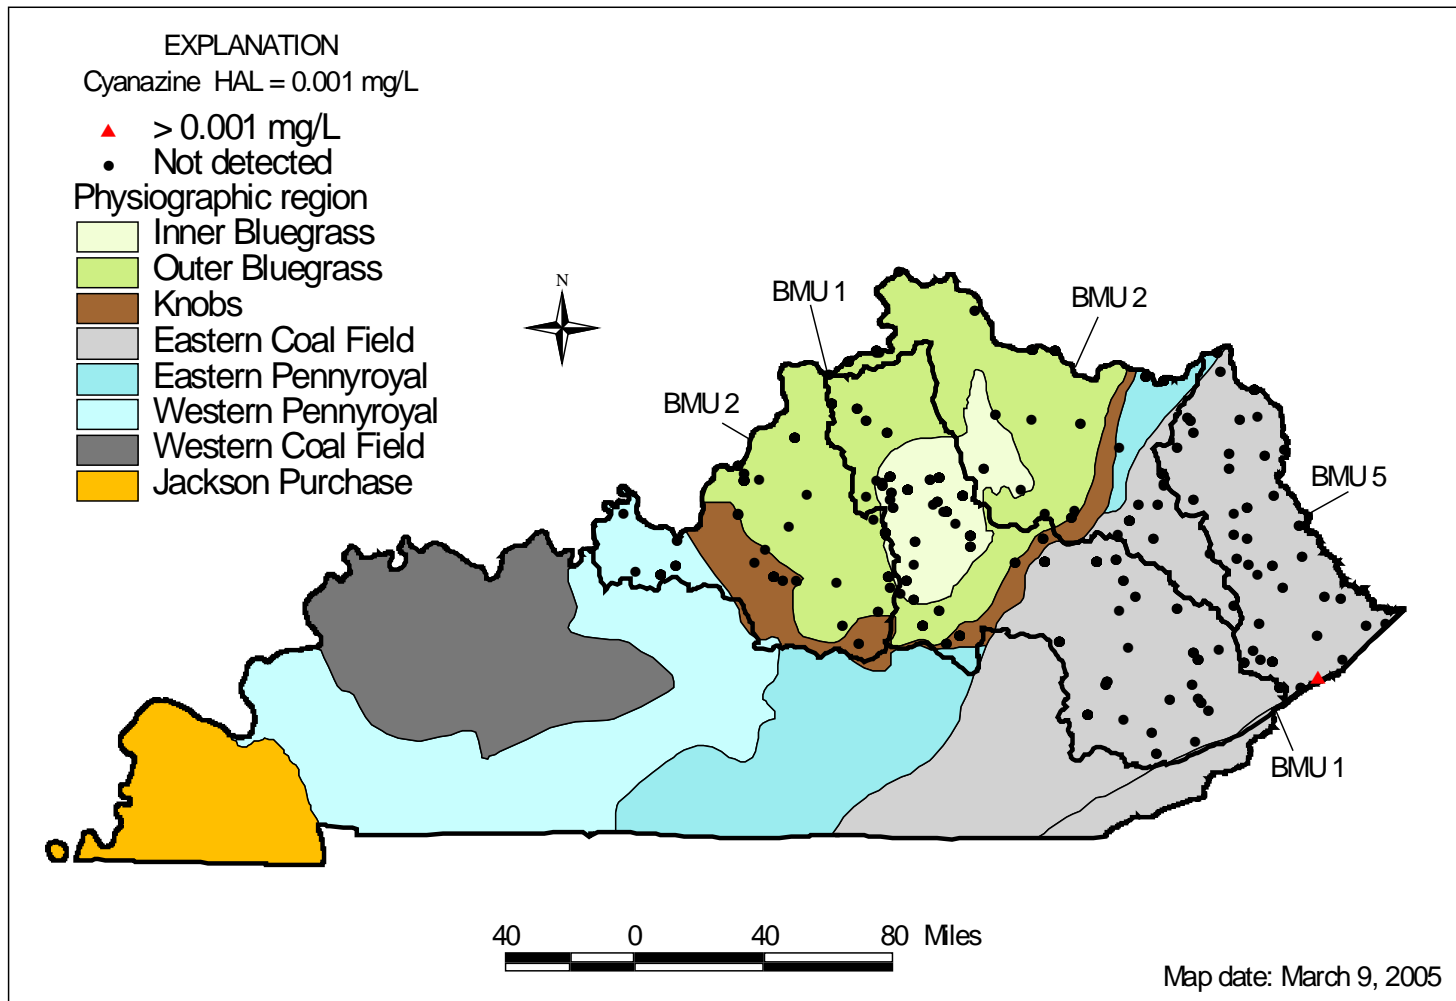 EXPLANATION
Cyanazine HAL = 0.001 mg/L
> 0.001 mg/L
Not detected
Physiographic region
Inner Bluegrass
Outer Bluegrass
Knobs
Eastern Coal Field
Eastern Pennyroyal
Western Pennyroyal
Western Coal Field
Jackson Purchase
N
BMU 1
BMU 2
BMU 2
BMU 5
BMU 1
40 0 40 80 Miles
Map date: March 9, 2005